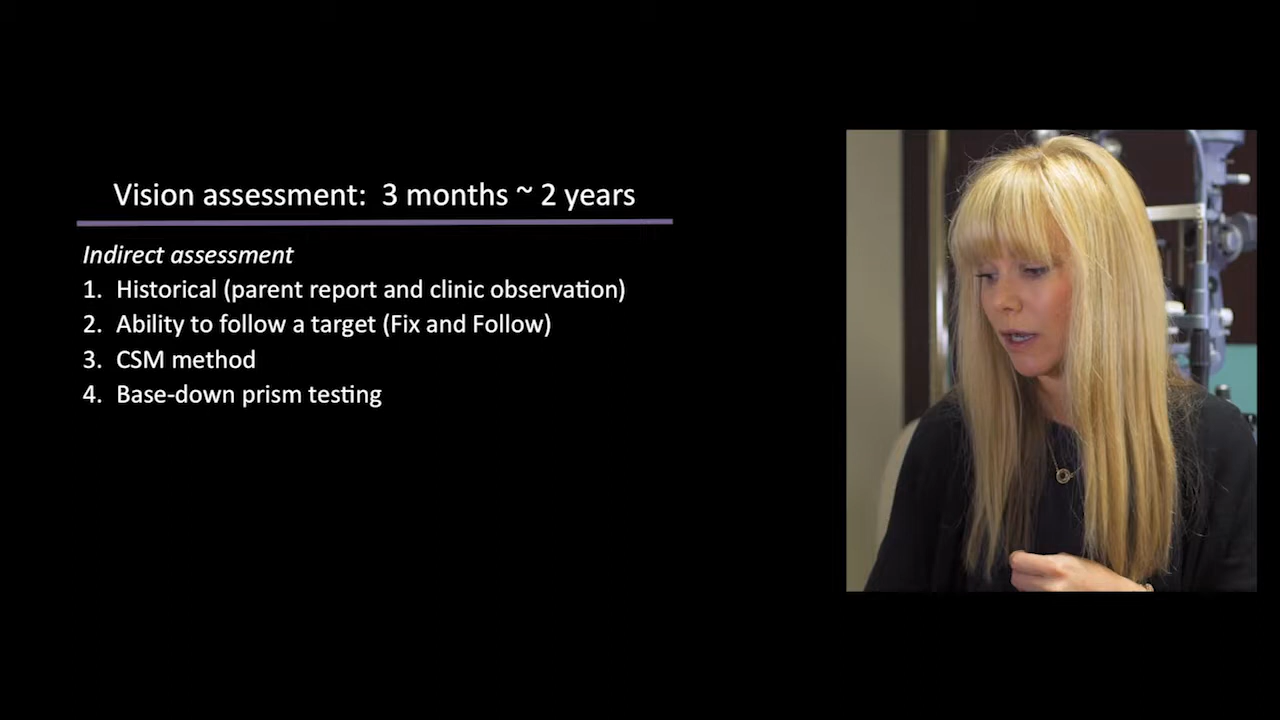 Vision assessment:  3 months ~ 2 years
Indirect assessment
1. Historical (parent report and clinic observation)
2. Ability to follow a target (Fix and Follow)
3. CSM method
4. Base-down prism testing